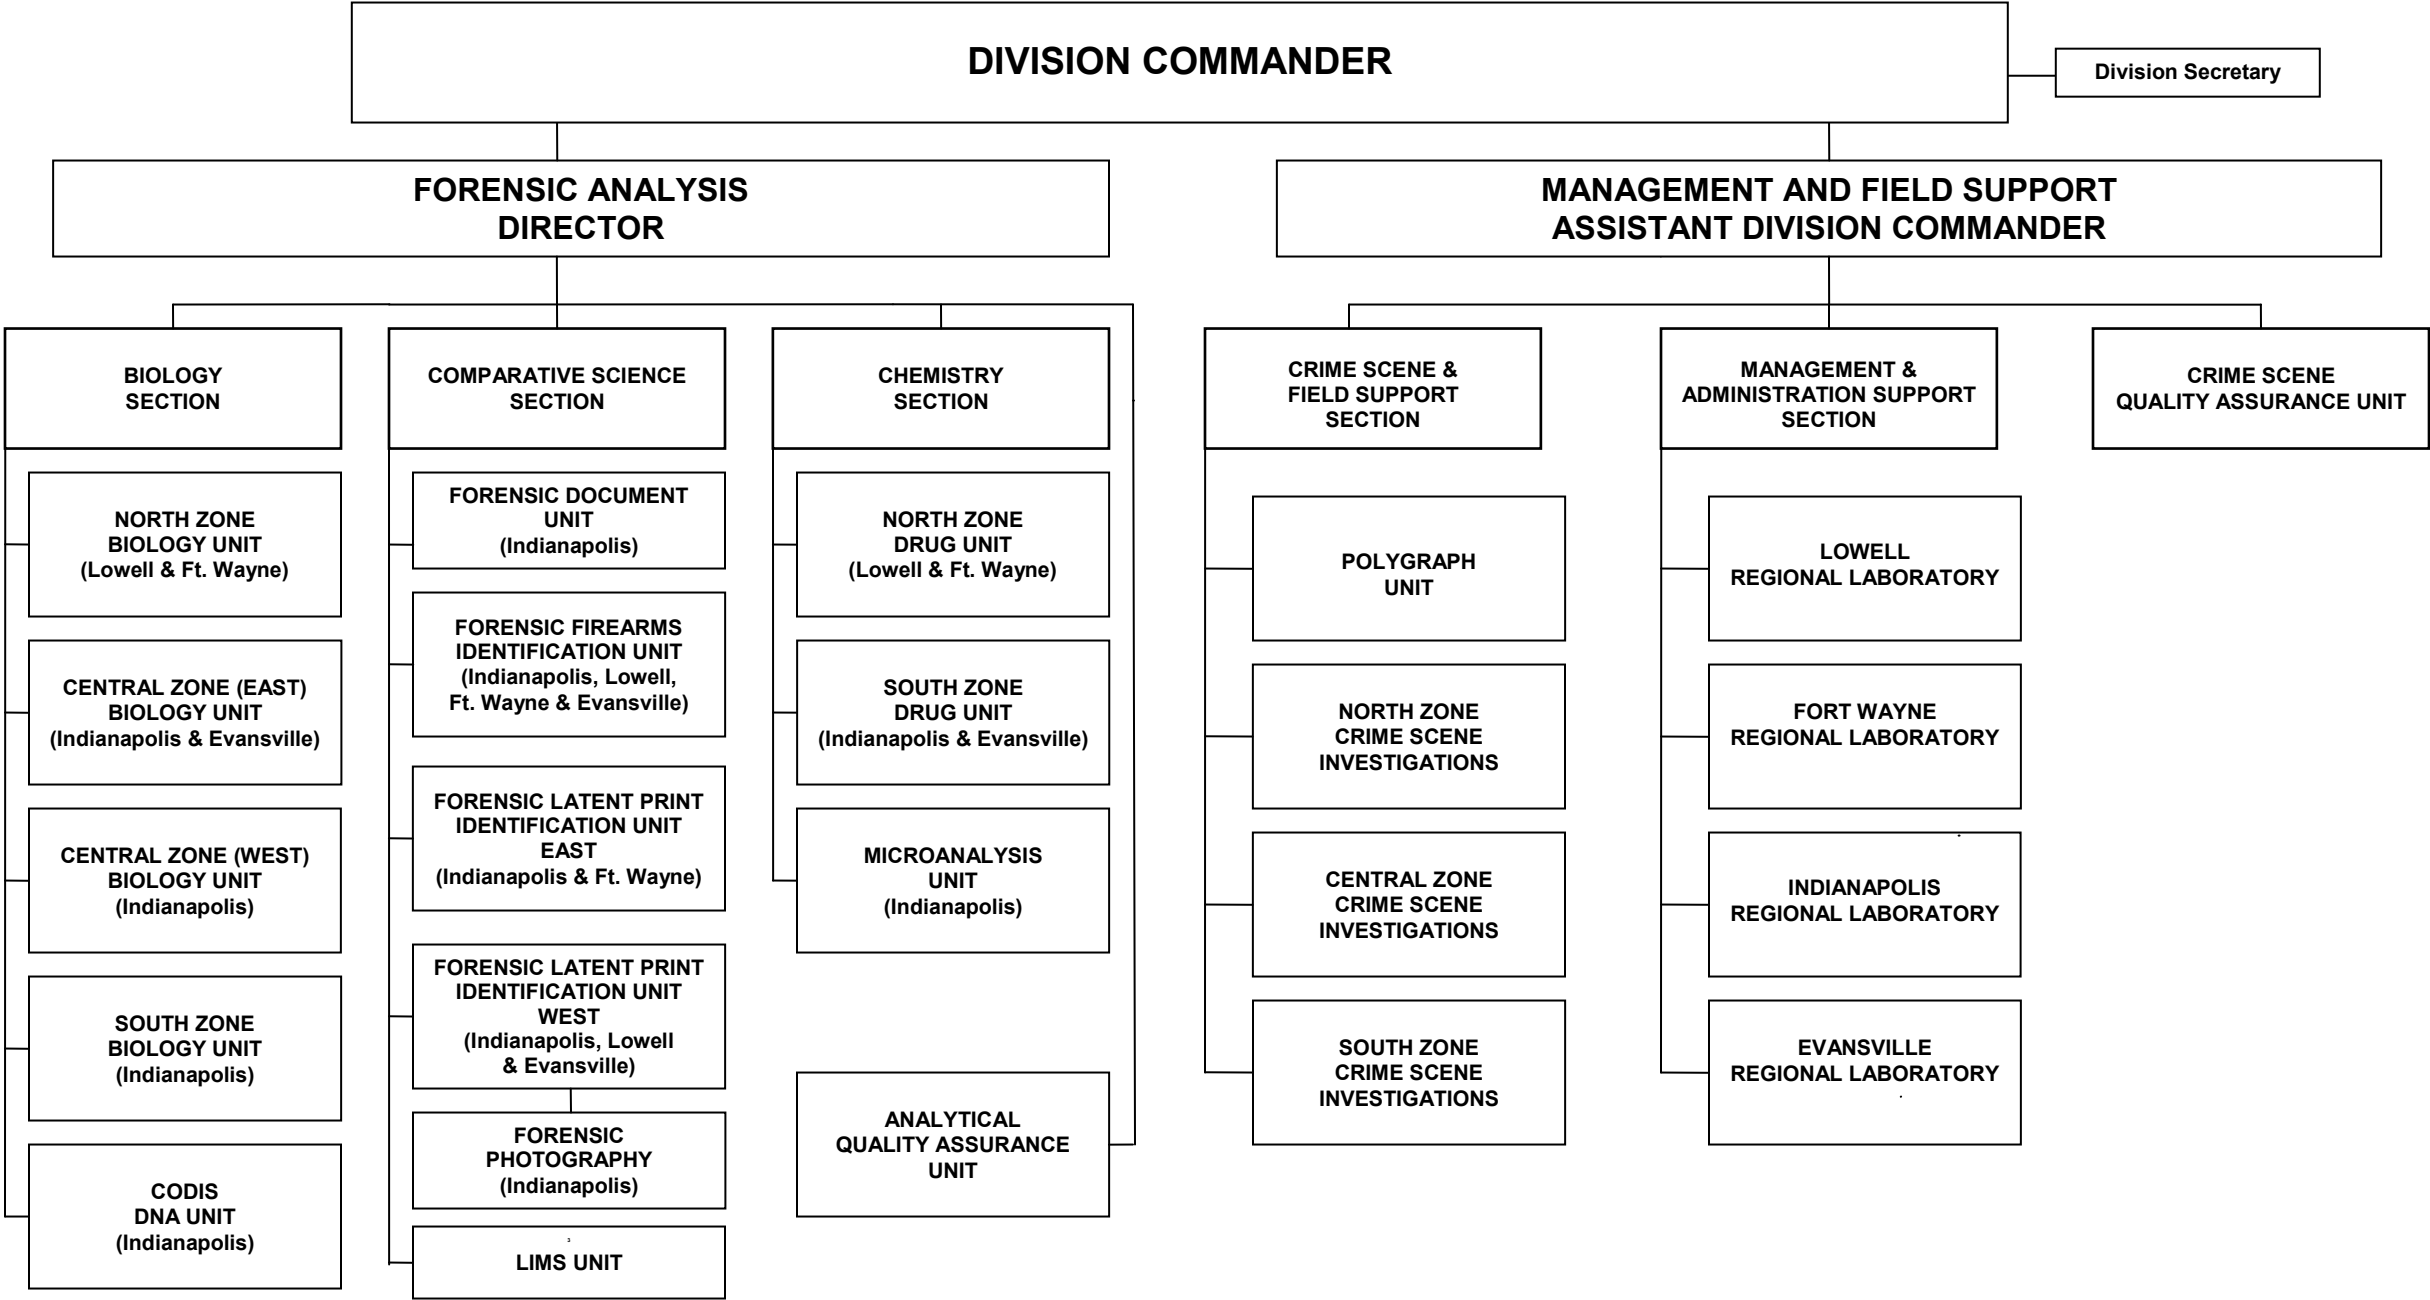 DIVISION COMMANDER
Division Secretary
FORENSIC ANALYSIS
DIRECTOR
MANAGEMENT AND FIELD SUPPORT
ASSISTANT DIVISION COMMANDER
BIOLOGY
SECTION
NORTH ZONE
BIOLOGY UNIT
(Lowell & Ft. Wayne)
CENTRAL ZONE (EAST)
BIOLOGY UNIT
(Indianapolis & Evansville)
CENTRAL ZONE (WEST)
BIOLOGY UNIT
(Indianapolis)
SOUTH ZONE
BIOLOGY UNIT
(Indianapolis)
CODIS
DNA UNIT
(Indianapolis)
COMPARATIVE SCIENCE
SECTION
FORENSIC DOCUMENT
UNIT
(Indianapolis)
FORENSIC FIREARMS
IDENTIFICATION UNIT
(Indianapolis, Lowell,
Ft. Wayne & Evansville)
FORENSIC LATENT PRINT
IDENTIFICATION UNIT
EAST
(Indianapolis & Ft. Wayne)
FORENSIC LATENT PRINT
IDENTIFICATION UNIT
WEST
(Indianapolis, Lowell
& Evansville)
FORENSIC
PHOTOGRAPHY
(Indianapolis)
3
LIMS UNIT
CHEMISTRY
SECTION
NORTH ZONE
DRUG UNIT
(Lowell & Ft. Wayne)
SOUTH ZONE
DRUG UNIT
(Indianapolis & Evansville)
MICROANALYSIS
UNIT
(Indianapolis)
ANALYTICAL
QUALITY ASSURANCE
UNIT
CRIME SCENE &
FIELD SUPPORT
SECTION
POLYGRAPH
UNIT
NORTH ZONE
CRIME SCENE
INVESTIGATIONS
CENTRAL ZONE
CRIME SCENE
INVESTIGATIONS
SOUTH ZONE
CRIME SCENE
INVESTIGATIONS
MANAGEMENT &
ADMINISTRATION SUPPORT
SECTION
LOWELL
REGIONAL LABORATORY
FORT WAYNE
REGIONAL LABORATORY
INDIANAPOLIS
REGIONAL LABORATORY
EVANSVILLE
REGIONAL LABORATORY
CRIME SCENE
QUALITY ASSURANCE UNIT